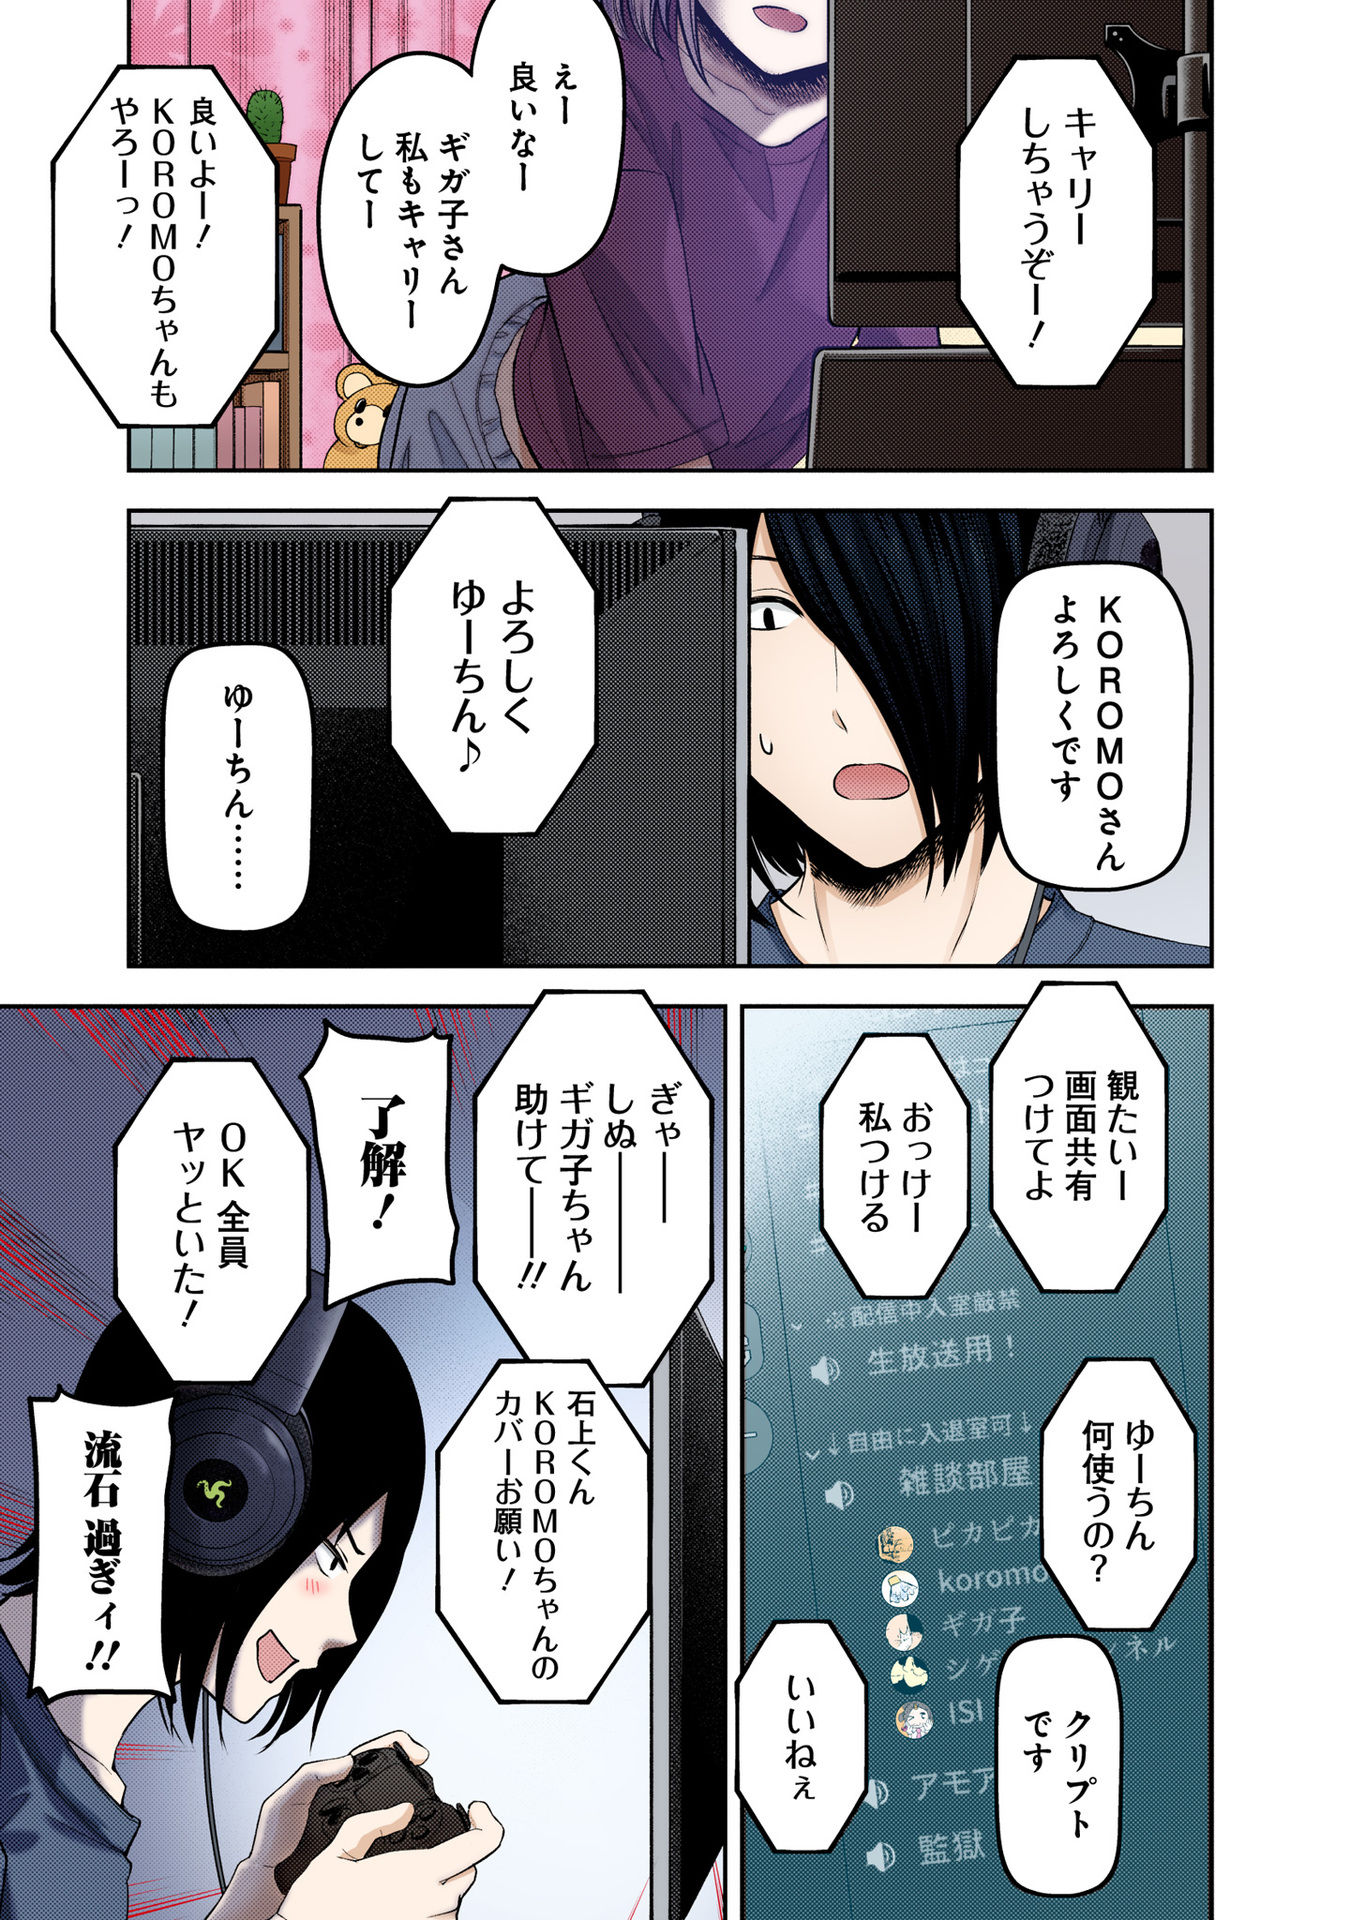 キャリー
しちゃうぞー！
えー
良いなー
ギガ子さん
私もキャリー
してー
良いよー！
KOROMOちゃんも
やろーっ！
KOROMOさん
よろしくです
よろしく
ゆーちん♪
ゆーちん……
観たいー
画面共有
つけてよ
おっけー
私つける
ゆーちん
何使うの？
クリプト
です
いいねぇ
※配信中入室厳禁
生放送用！
↓自由に入退室可↓
雑談部屋
ピカピカ
koromo
ギガ子
シゲ
ネル
ISI
アモア
監獄
ぎゃー
しぬー
ギガ子ちゃん
助けてー!!
了解！
OK 全員
ヤッといた！
石上くん
KOROMOちゃんの
カバーお願い！
流石過ぎィ!!